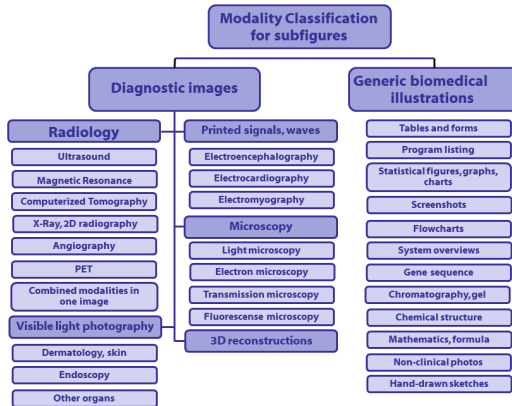 Modality Classification
for subfigures
Diagnostic images
Radiology
Ultrasound
Magnetic Resonance
Computerized Tomography
X-Ray, 2D radiography
Angiography
PET
Combined modalities in
one image
Visible light photography
Dermatology, skin
Endoscopy
Other organs
Printed signals, waves
Electroencephalography
Electrocardiography
Electromyography
Microscopy
Light microscopy
Electron microscopy
Transmission microscopy
Fluorescense microscopy
3D reconstructions
Generic biomedical
illustrations
Tables and forms
Program listing
Statistical figures, graphs,
charts
Screenshots
Flowcharts
System overviews
Gene sequence
Chromatography, gel
Chemical structure
Mathematics, formula
Non-clinical photos
Hand-drawn sketches